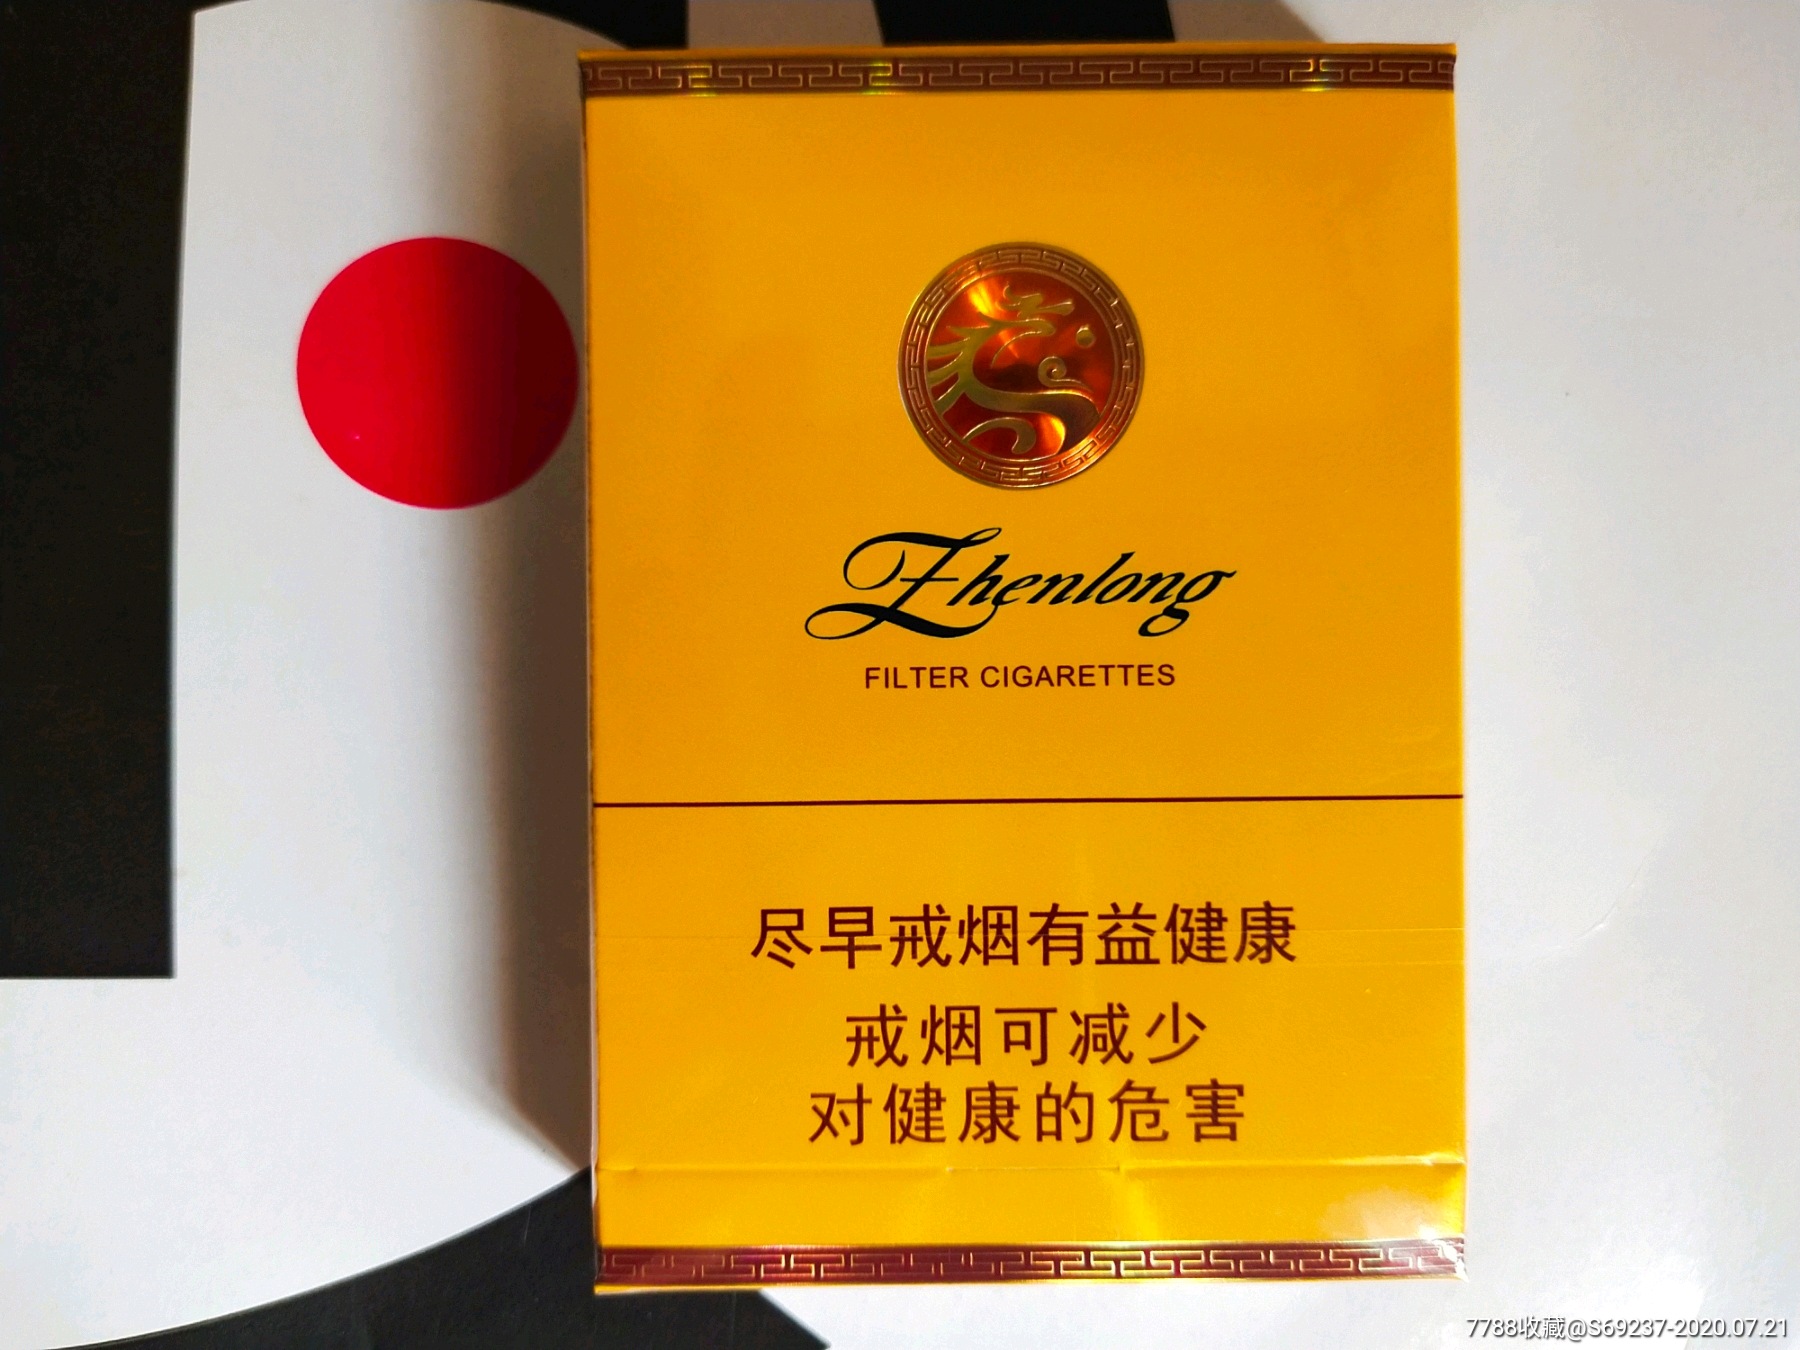 Zhenlong
FILTER CIGARETTES
尽早戒烟有益健康
戒烟可减少
对健康的危害
7788收藏@S69237-2020.07.21